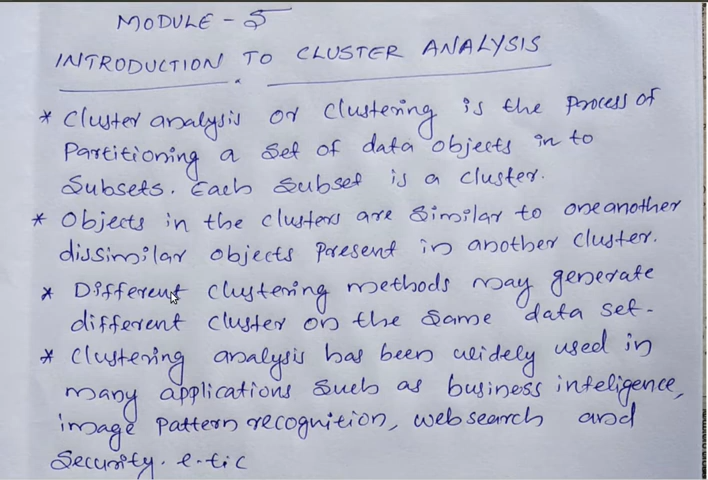 MODULE - 5
INTRODUCTION TO CLUSTER ANALYSIS
* Cluster analysis or Clustering is the process of
Partitioning a set of data objects in to
Subsets. Each subset is a cluster.
* Objects in the clusters are similar to one another
dissimilar objects present in another cluster.
* Different clustering methods may generate
different cluster on the same data set.
* Clustering analysis has been widely used in
many applications such as business inteligence,
image pattern recognition, web search and
Security. e.tic